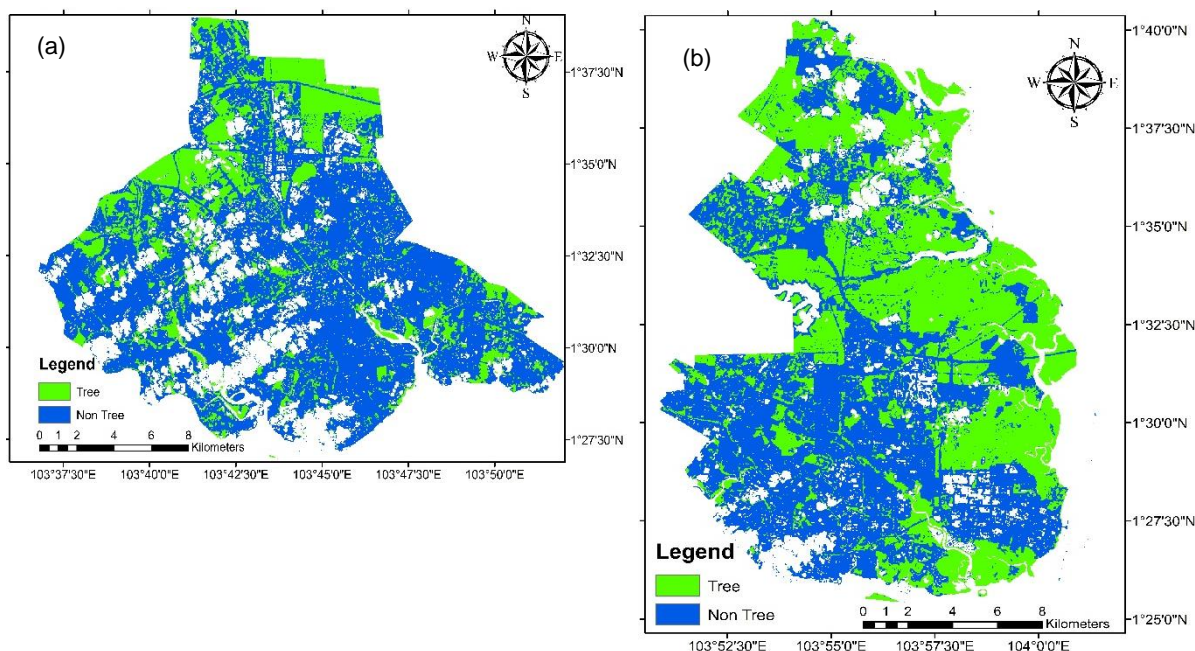 (a)
N
W E
S
1°37'30"N
1°35'0"N
1°32'30"N
1°30'0"N
1°27'30"N
Legend
Tree
Non Tree
0 1 2 4 6 8
Kilometers
103°37'30"E 103°40'0"E 103°42'30"E 103°45'0"E 103°47'30"E 103°50'0"E
(b)
N
W E
S
1°40'0"N
1°37'30"N
1°35'0"N
1°32'30"N
1°30'0"N
1°27'30"N
1°25'0"N
Legend
Tree
Non Tree
0 1 2 4 6 8
Kilometers
103°52'30"E 103°55'0"E 103°57'30"E 104°0'0"E